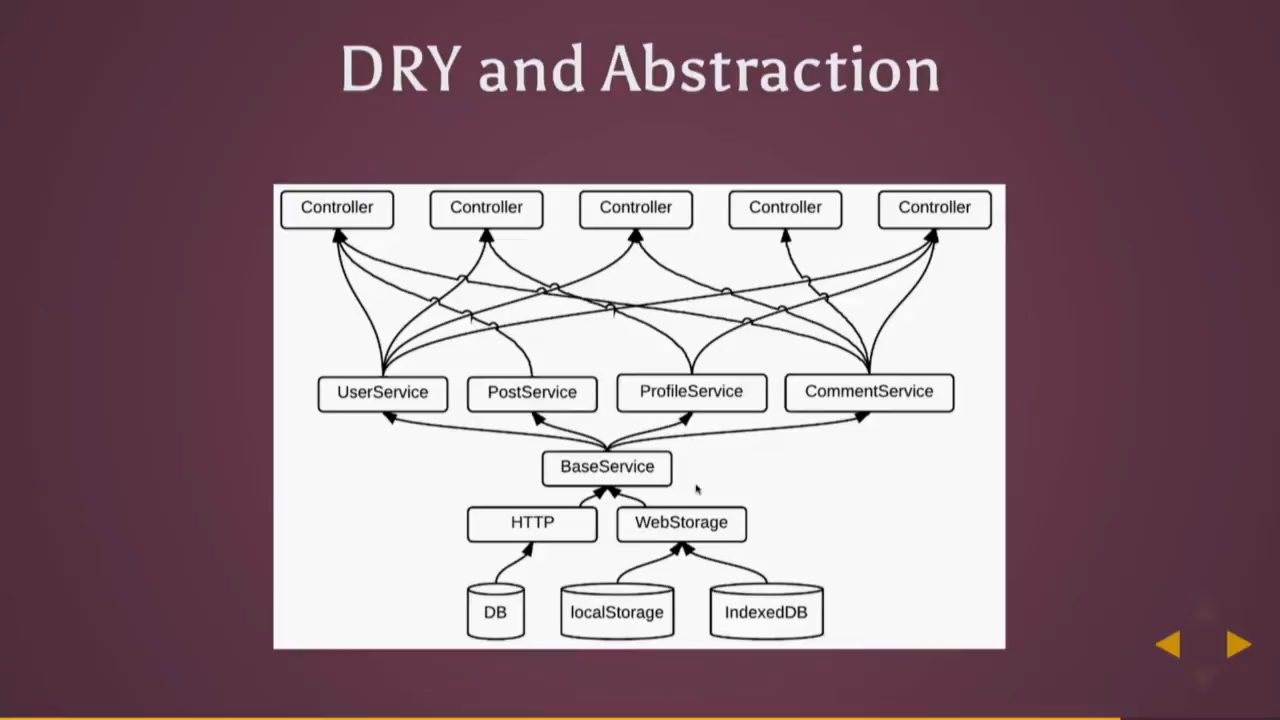 DRY and Abstraction
Controller
Controller
Controller
Controller
Controller
UserService
PostService
ProfileService
CommentService
BaseService
HTTP
WebStorage
DB
localStorage
IndexedDB